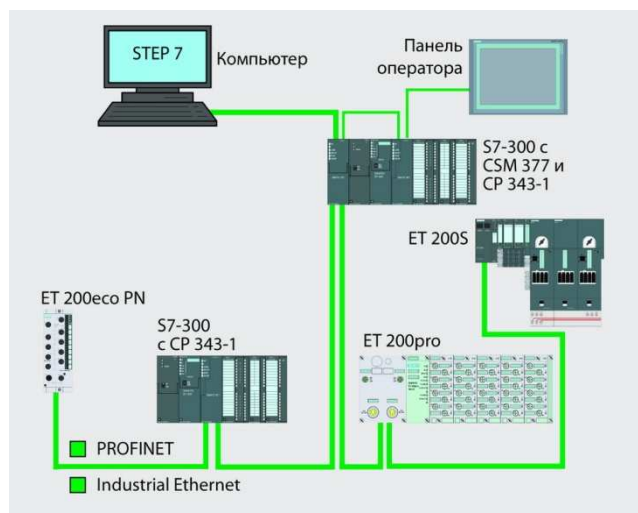 STEP 7
Компьютер
Панель
оператора
S7-300 с
CSM 377 и
CP 343-1
ET 200S
ET 200eco PN
S7-300
с CP 343-1
ET 200pro
PROFINET
Industrial Ethernet